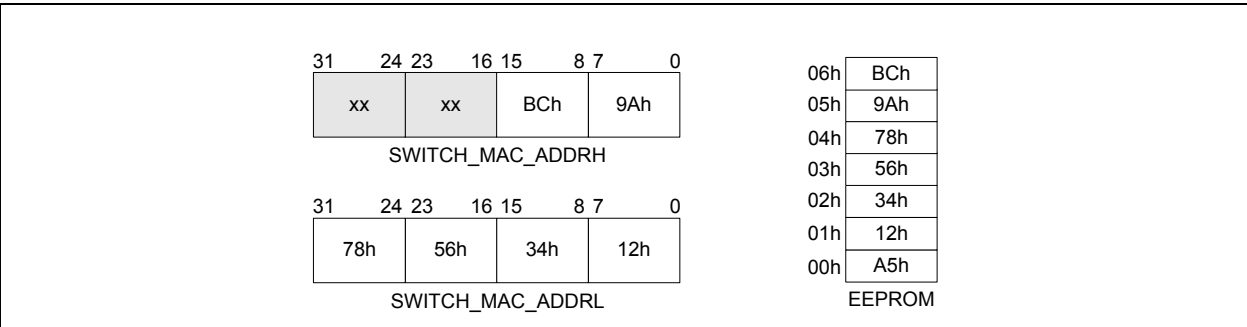 31 24 23 16 15 8 7 0
xx xx BCh 9Ah
SWITCH_MAC_ADDRH
31 24 23 16 15 8 7 0
78h 56h 34h 12h
SWITCH_MAC_ADDRL
06h BCh
05h 9Ah
04h 78h
03h 56h
02h 34h
01h 12h
00h A5h
EEPROM